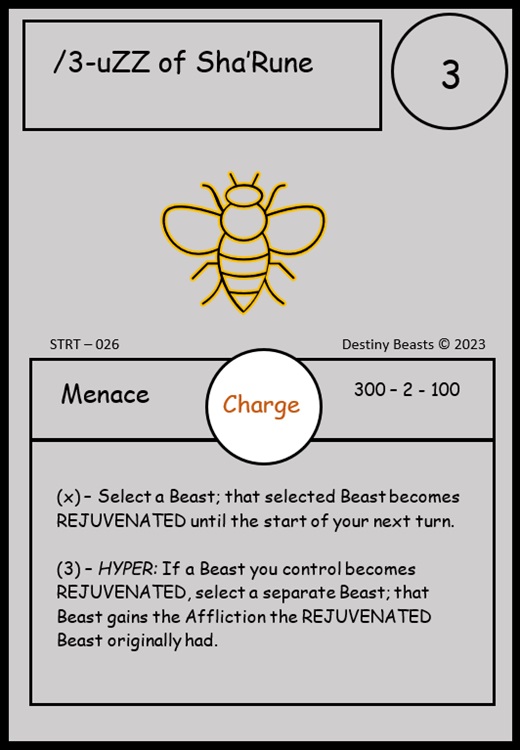 /3-uZZ of Sha’Rune
3
STRT – 026
Destiny Beasts © 2023
Menace
Charge
300 – 2 - 100
(x) – Select a Beast; that selected Beast becomes
REJUVENATED until the start of your next turn.
(3) – HYPER: If a Beast you control becomes
REJUVENATED, select a separate Beast; that
Beast gains the Affliction the REJUVENATED
Beast originally had.